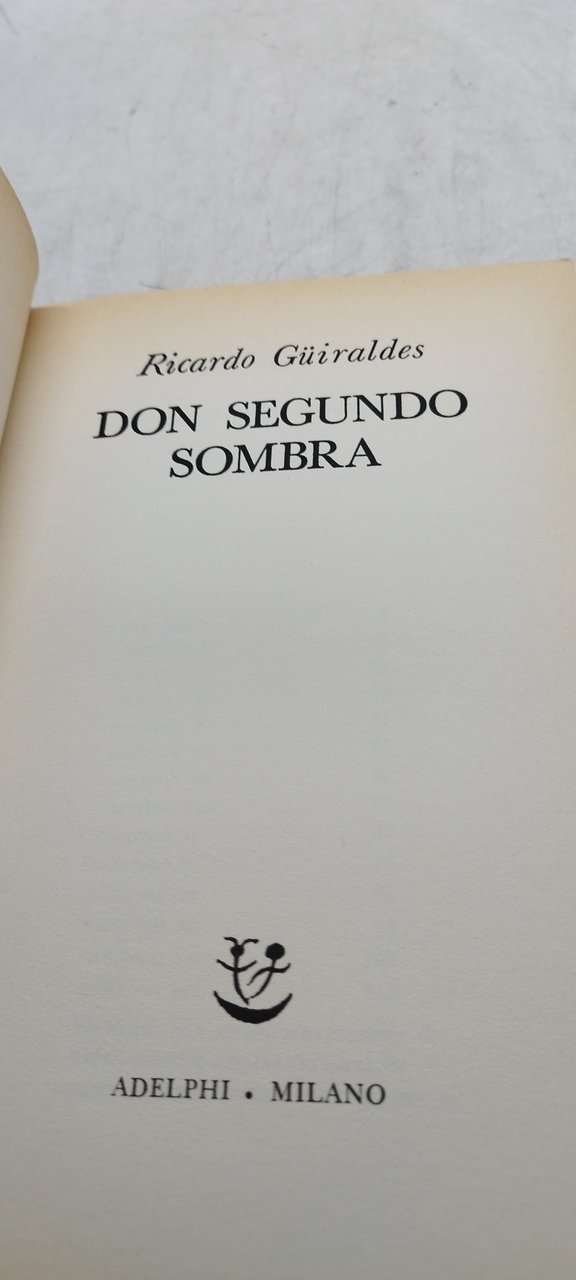 Ricardo Güiraldes
DON SEGUNDO
SOMBRA
ADELPHI • MILANO